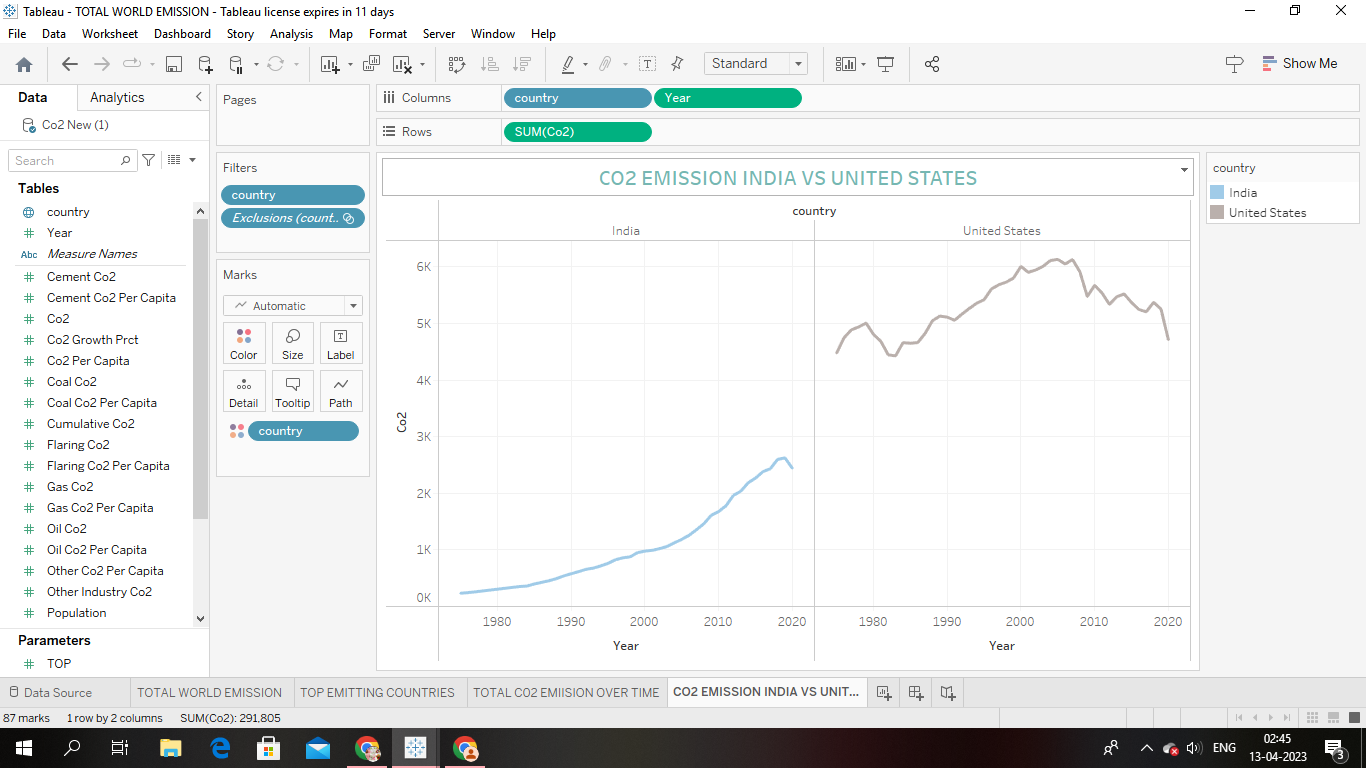 Tableau - TOTAL WORLD EMISSION - Tableau license expires in 11 days
File Data Worksheet Dashboard Story Analysis Map Format Server Window Help
Standard
Show Me
Data Analytics
Co2 New (1)
Search
Tables
country
Year
Abc Measure Names
Cement Co2
Cement Co2 Per Capita
Co2
Co2 Growth Prct
Co2 Per Capita
Coal Co2
Coal Co2 Per Capita
Cumulative Co2
Flaring Co2
Flaring Co2 Per Capita
Gas Co2
Gas Co2 Per Capita
Oil Co2
Oil Co2 Per Capita
Other Co2 Per Capita
Other Industry Co2
Population
Parameters
TOP
Pages
Filters
country
Exclusions (count..
Marks
Automatic
Color Size Label
Detail Tooltip Path
country
Columns country Year
Rows SUM(Co2)
CO2 EMISSION INDIA VS UNITED STATES
country
India United States
6K
5K
4K
3K
2K
1K
0K
Co2
1980 1990 2000 2010 2020 1980 1990 2000 2010 2020
Year Year
country
India
United States
Data Source TOTAL WORLD EMISSION TOP EMITTING COUNTRIES TOTAL CO2 EMIISION OVER TIME CO2 EMISSION INDIA VS UNIT...
87 marks 1 row by 2 columns SUM(Co2): 291,805
ENG
02:45
13-04-2023
3